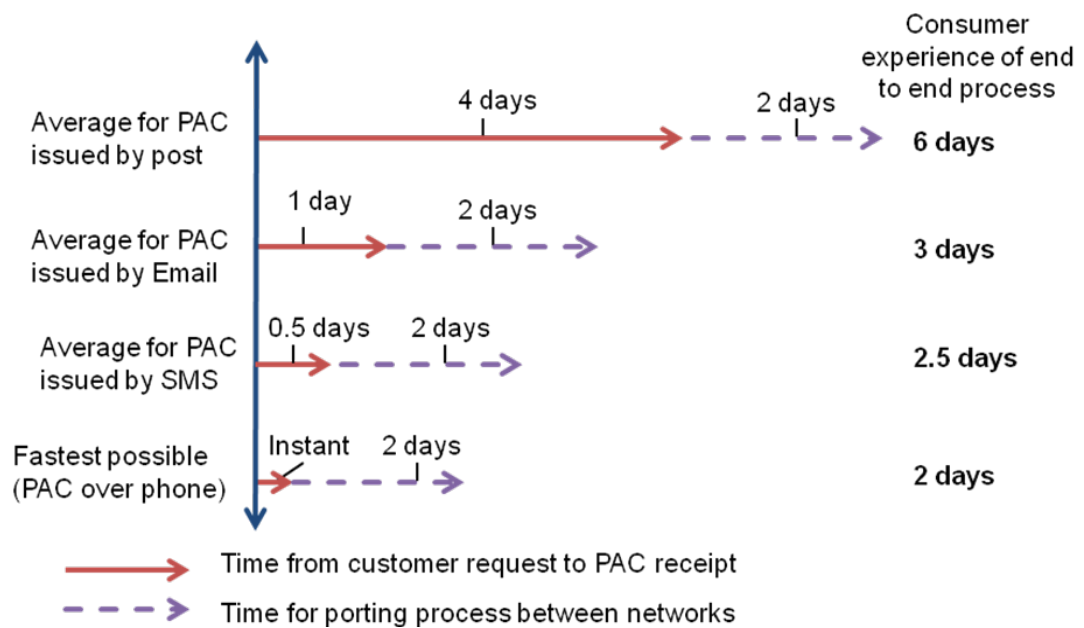 Consumer
experience of end
to end process
Average for PAC
issued by post
4 days
2 days
6 days
Average for PAC
issued by Email
1 day
2 days
3 days
Average for PAC
issued by SMS
0.5 days
2 days
2.5 days
Fastest possible
(PAC over phone)
Instant
2 days
2 days
Time from customer request to PAC receipt
Time for porting process between networks